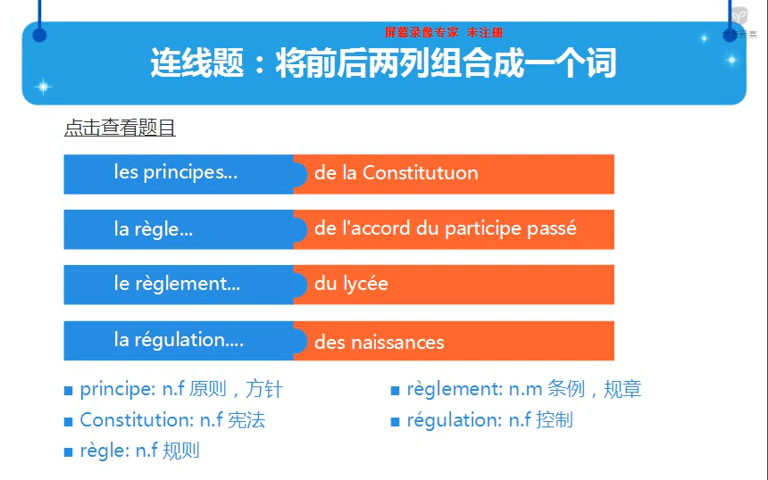 屏幕录像专家 未注册
连线题：将前后两列组合成一个词
点击查看题目
les principes... de la Constitutuon
la règle... de l'accord du participe passé
le règlement... du lycée
la régulation.... des naissances
principe: n.f 原则，方针
règlement: n.m 条例，规章
Constitution: n.f 宪法
régulation: n.f 控制
règle: n.f 规则